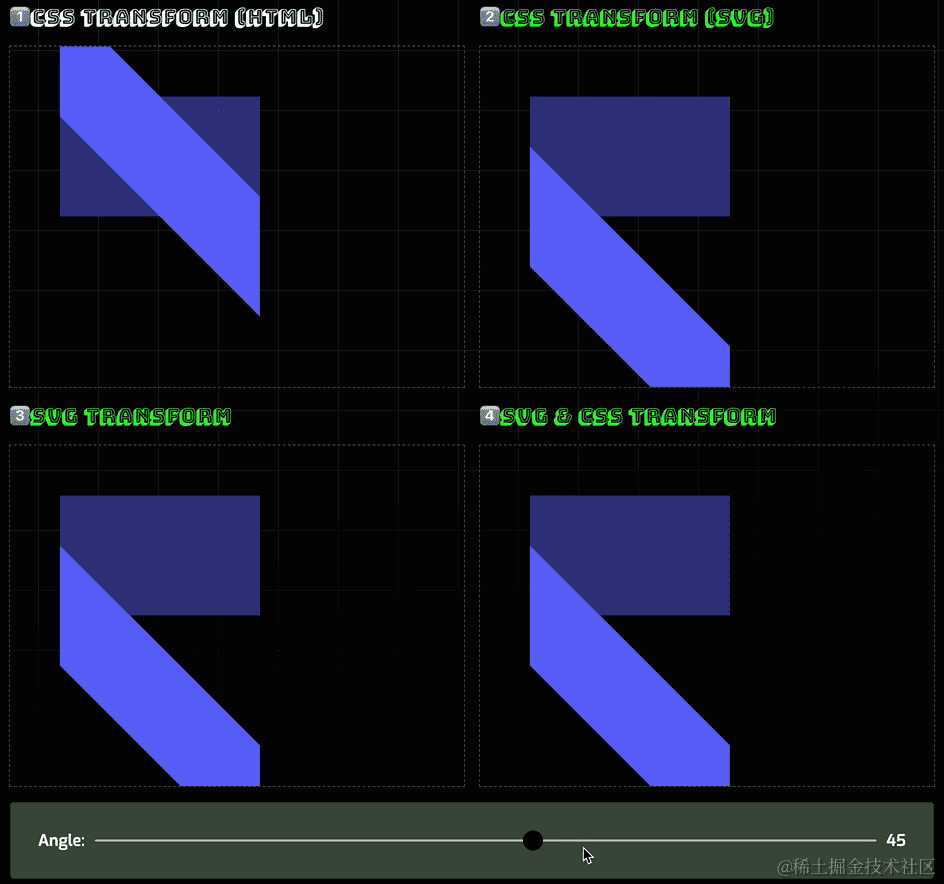 1 CSS TRANSFORM (HTML)
2 CSS TRANSFORM (SVG)
3 SVG TRANSFORM
4 SVG & CSS TRANSFORM
Angle: 45
@稀土掘金技术社区